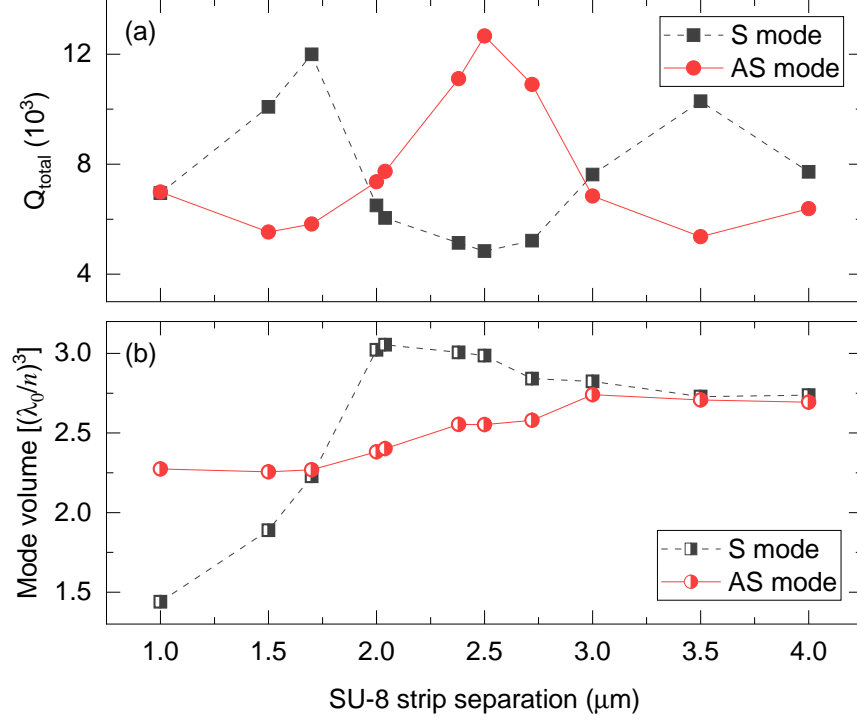 (a)
S mode
AS mode
12
8
4
Q_total (10^3)
(b)
3.0
2.5
2.0
1.5
Mode volume [(λ_0/n)^3]
S mode
AS mode
1.0 1.5 2.0 2.5 3.0 3.5 4.0
SU-8 strip separation (μm)